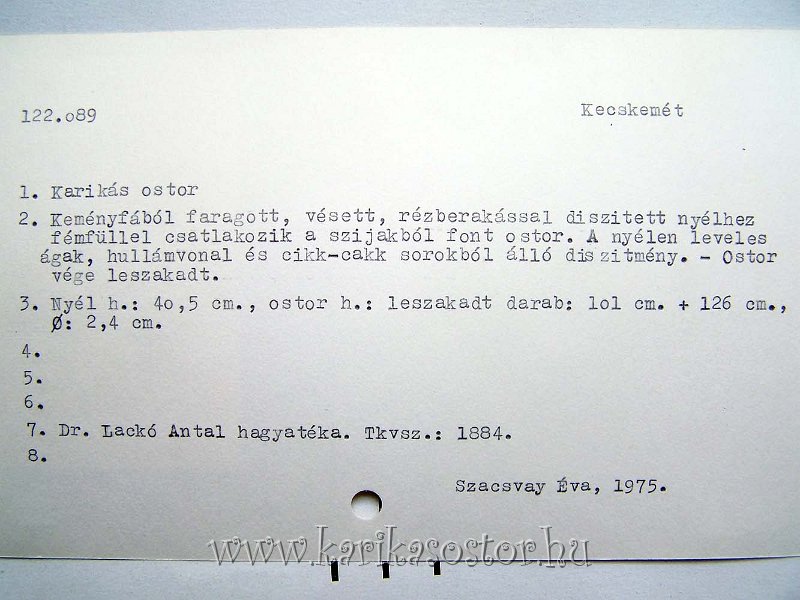 122.o89
Kecskemét
1. Karikás ostor
2. Keményfából faragott, vésett, rézberakással diszitett nyélhez
fémfüllel csatlakozik a szijakból font ostor. A nyélen leveles
ágak, hullámvonal és cikk-cakk sorokból álló diszitmény. - Ostor
vége leszakadt.
3. Nyél h.: 4o,5 cm., ostor h.: leszakadt darab: lol cm. + 126 cm.,
Ø: 2,4 cm.
4.
5.
6.
7. Dr. Lackó Antal hagyatéka. Tkvsz.: 1884.
8.
Szacsvay Éva, 1975.
www.karikasostor.hu